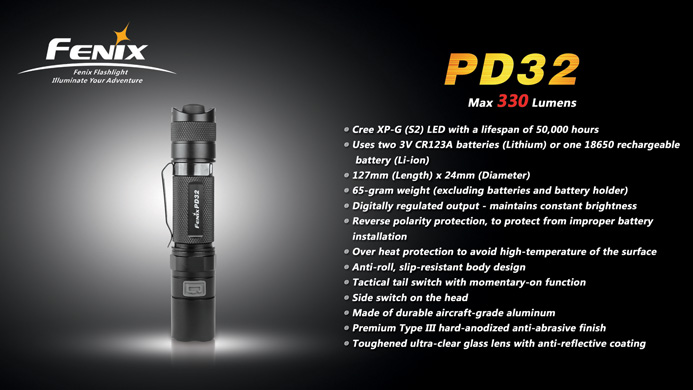 FENIX
Fenix Flashlight
Illuminate Your Adventure
PD32
Max 330 Lumens
Cree XP-G (S2) LED with a lifespan of 50,000 hours
Uses two 3V CR123A batteries (Lithium) or one 18650 rechargeable
battery (Li-ion)
127mm (Length) x 24mm (Diameter)
65-gram weight (excluding batteries and battery holder)
Digitally regulated output - maintains constant brightness
Reverse polarity protection, to protect from improper battery
installation
Over heat protection to avoid high-temperature of the surface
Anti-roll, slip-resistant body design
Tactical tail switch with momentary-on function
Side switch on the head
Made of durable aircraft-grade aluminum
Premium Type III hard-anodized anti-abrasive finish
Toughened ultra-clear glass lens with anti-reflective coating
Fenix PD32